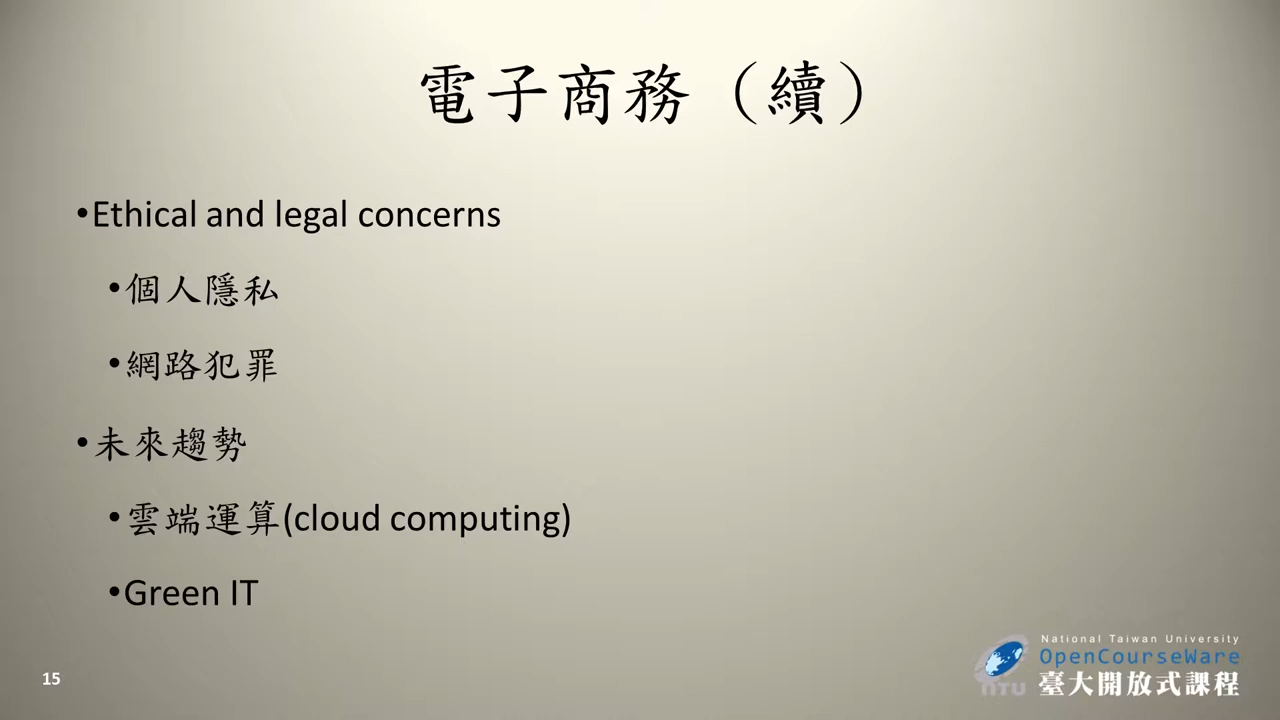 電子商務（續）
•Ethical and legal concerns
•個人隱私
•網路犯罪
•未來趨勢
•雲端運算(cloud computing)
•Green IT
15
National Taiwan University
OpenCourseWare
NTU 臺大開放式課程